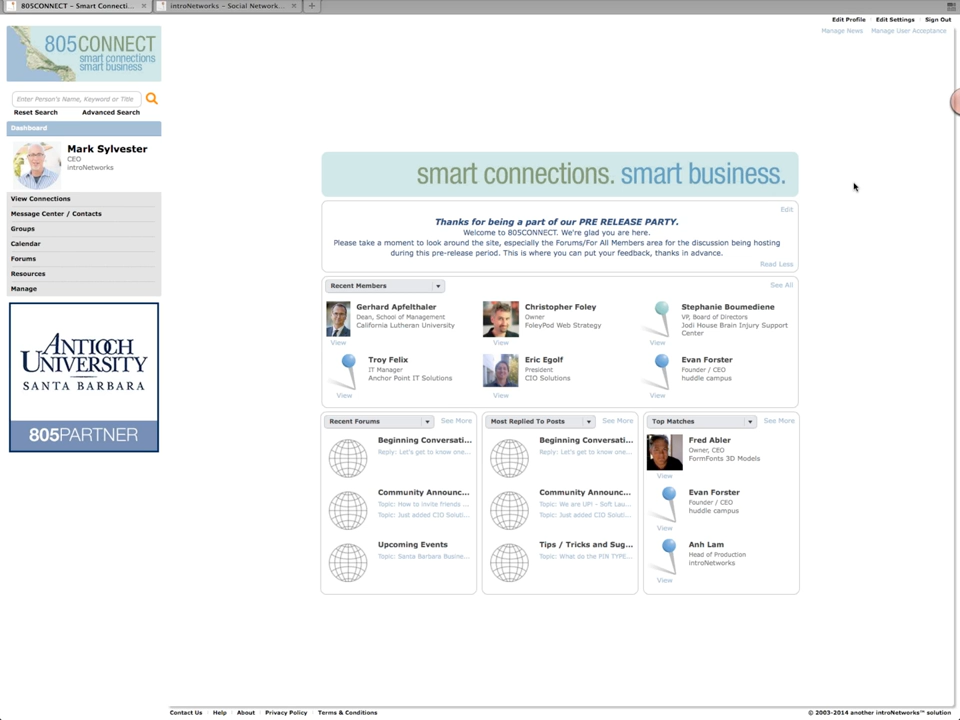 805CONNECT – Smart Connecti...
introNetworks – Social Network...
Edit Profile
Edit Settings
Sign Out
Manage News
Manage User Acceptance
805CONNECT
smart connections
smart business
Enter Person's Name, Keyword or Title
Reset Search
Advanced Search
Dashboard
Mark Sylvester
CEO
introNetworks
View Connections
Message Center / Contacts
Groups
Calendar
Forums
Resources
Manage
ANTIOCH
UNIVERSITY
SANTA BARBARA
805PARTNER
smart connections. smart business.
Edit
Thanks for being a part of our PRE RELEASE PARTY.
Welcome to 805CONNECT. We're glad you are here.
Please take a moment to look around the site, especially the Forums/For All Members area for the discussion being hosting
during this pre-release period. This is where you can put your feedback, thanks in advance.
Read Less
Recent Members
See All
Gerhard Apfelthaler
Dean, School of Management
California Lutheran University
View
Christopher Foley
Owner
FoleyPod Web Strategy
View
Stephanie Boumediene
VP, Board of Directors
Jodi House Brain Injury Support
Center
View
Troy Felix
IT Manager
Anchor Point IT Solutions
View
Eric Egolf
President
CIO Solutions
View
Evan Forster
Founder / CEO
huddle campus
View
Recent Forums
See More
Beginning Conversati...
Reply: Let's get to know one...
Community Announc...
Topic: How to invite friends ...
Topic: Just added CIO Soluti...
Upcoming Events
Topic: Santa Barbara Busine...
Most Replied To Posts
See More
Beginning Conversati...
Reply: Let's get to know one...
Community Announc...
Topic: We are UP! - Soft Lau...
Topic: Just added CIO Soluti...
Tips / Tricks and Sug...
Topic: What do the PIN TYPE...
Top Matches
See More
Fred Abler
Owner, CEO
FormFonts 3D Models
View
Evan Forster
Founder / CEO
huddle campus
View
Anh Lam
Head of Production
introNetworks
View
Contact Us
Help
About
Privacy Policy
Terms & Conditions
© 2003-2014 another introNetworks™ solution